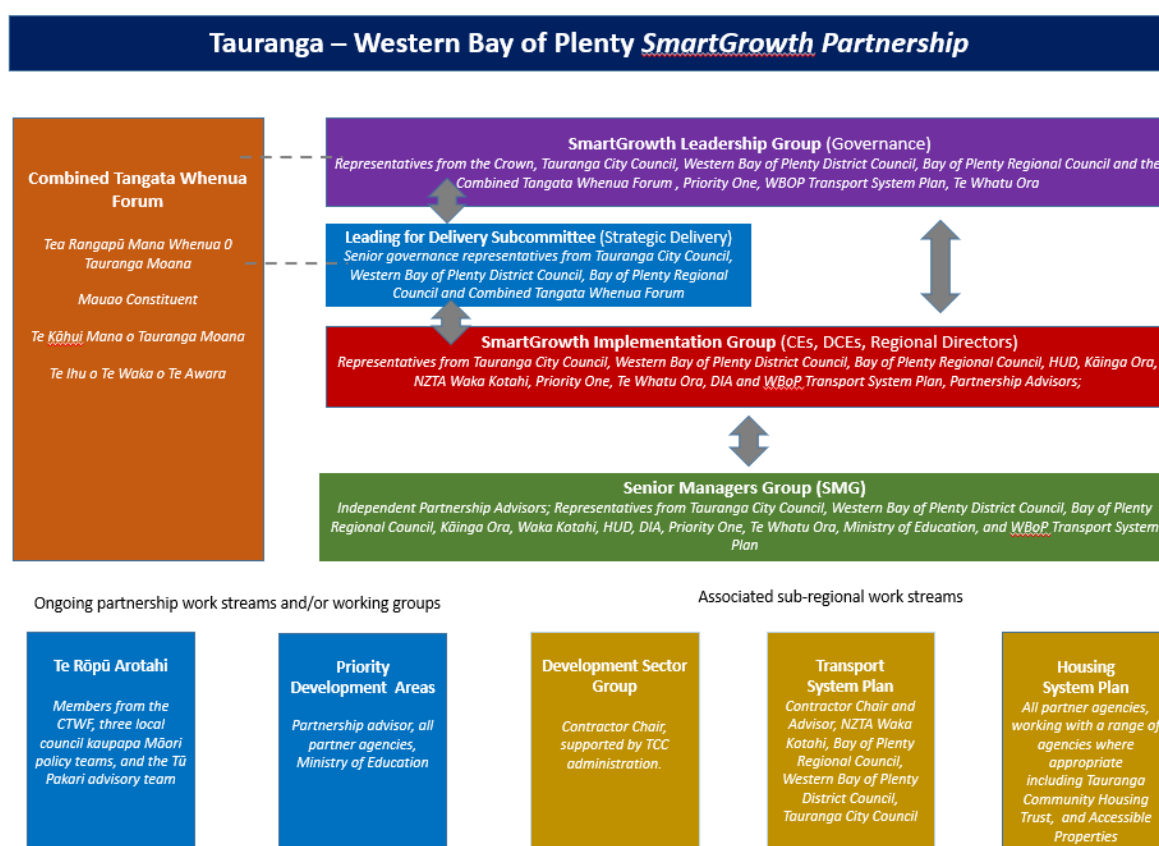 Tauranga – Western Bay of Plenty SmartGrowth Partnership
Combined Tangata Whenua
Forum
Tea Rangapū Mana Whenua 0
Tauranga Moana
Mauao Constituent
Te Kāhui Mana o Tauranga Moana
Te Ihu o Te Waka o Te Awara
SmartGrowth Leadership Group (Governance)
Representatives from the Crown, Tauranga City Council, Western Bay of Plenty District Council, Bay of Plenty Regional Council and the
Combined Tangata Whenua Forum , Priority One, WBOP Transport System Plan, Te Whatu Ora
Leading for Delivery Subcommittee (Strategic Delivery)
Senior governance representatives from Tauranga City Council,
Western Bay of Plenty District Council, Bay of Plenty Regional
Council and Combined Tangata Whenua Forum
SmartGrowth Implementation Group (CEs, DCEs, Regional Directors)
Representatives from Tauranga City Council, Western Bay of Plenty District Council, Bay of Plenty Regional Council, HUD, Kāinga Ora,
NZTA Waka Kotahi, Priority One, Te Whatu Ora, DIA and WBoP Transport System Plan, Partnership Advisors;
Senior Managers Group (SMG)
Independent Partnership Advisors; Representatives from Tauranga City Council, Western Bay of Plenty District Council, Bay of Plenty
Regional Council, Kāinga Ora, Waka Kotahi, HUD, DIA, Priority One, Te Whatu Ora, Ministry of Education, and WBoP Transport System
Plan
Ongoing partnership work streams and/or working groups
Associated sub-regional work streams
Te Rōpū Arotahi
Members from the
CTWF, three local
council kaupapa Māori
policy teams, and the Tū
Pakari advisory team
Priority
Development Areas
Partnership advisor, all
partner agencies,
Ministry of Education
Development Sector
Group
Contractor Chair,
supported by TCC
administration.
Transport
System Plan
Contractor Chair and
Advisor, NZTA Waka
Kotahi, Bay of Plenty
Regional Council,
Western Bay of Plenty
District Council,
Tauranga City Council
Housing
System Plan
All partner agencies,
working with a range of
agencies where
appropriate
including Tauranga
Community Housing
Trust, and Accessible
Properties